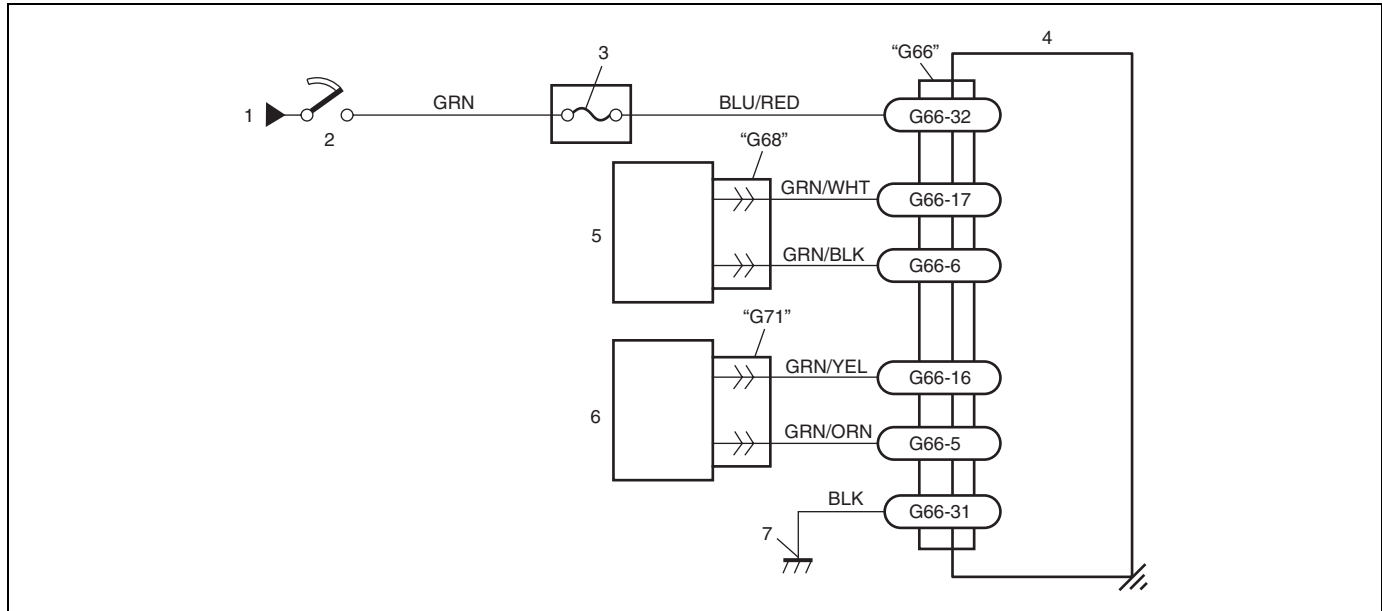 3
“G66”
4
1
GRN
BLU/RED
G66-32
2
“G68”
GRN/WHT
G66-17
5
GRN/BLK
G66-6
“G71”
GRN/YEL
G66-16
6
GRN/ORN
G66-5
BLK
G66-31
7